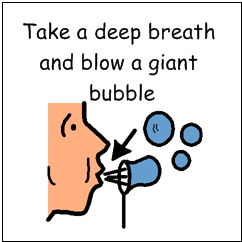 Take a deep breath
and blow a giant
bubble